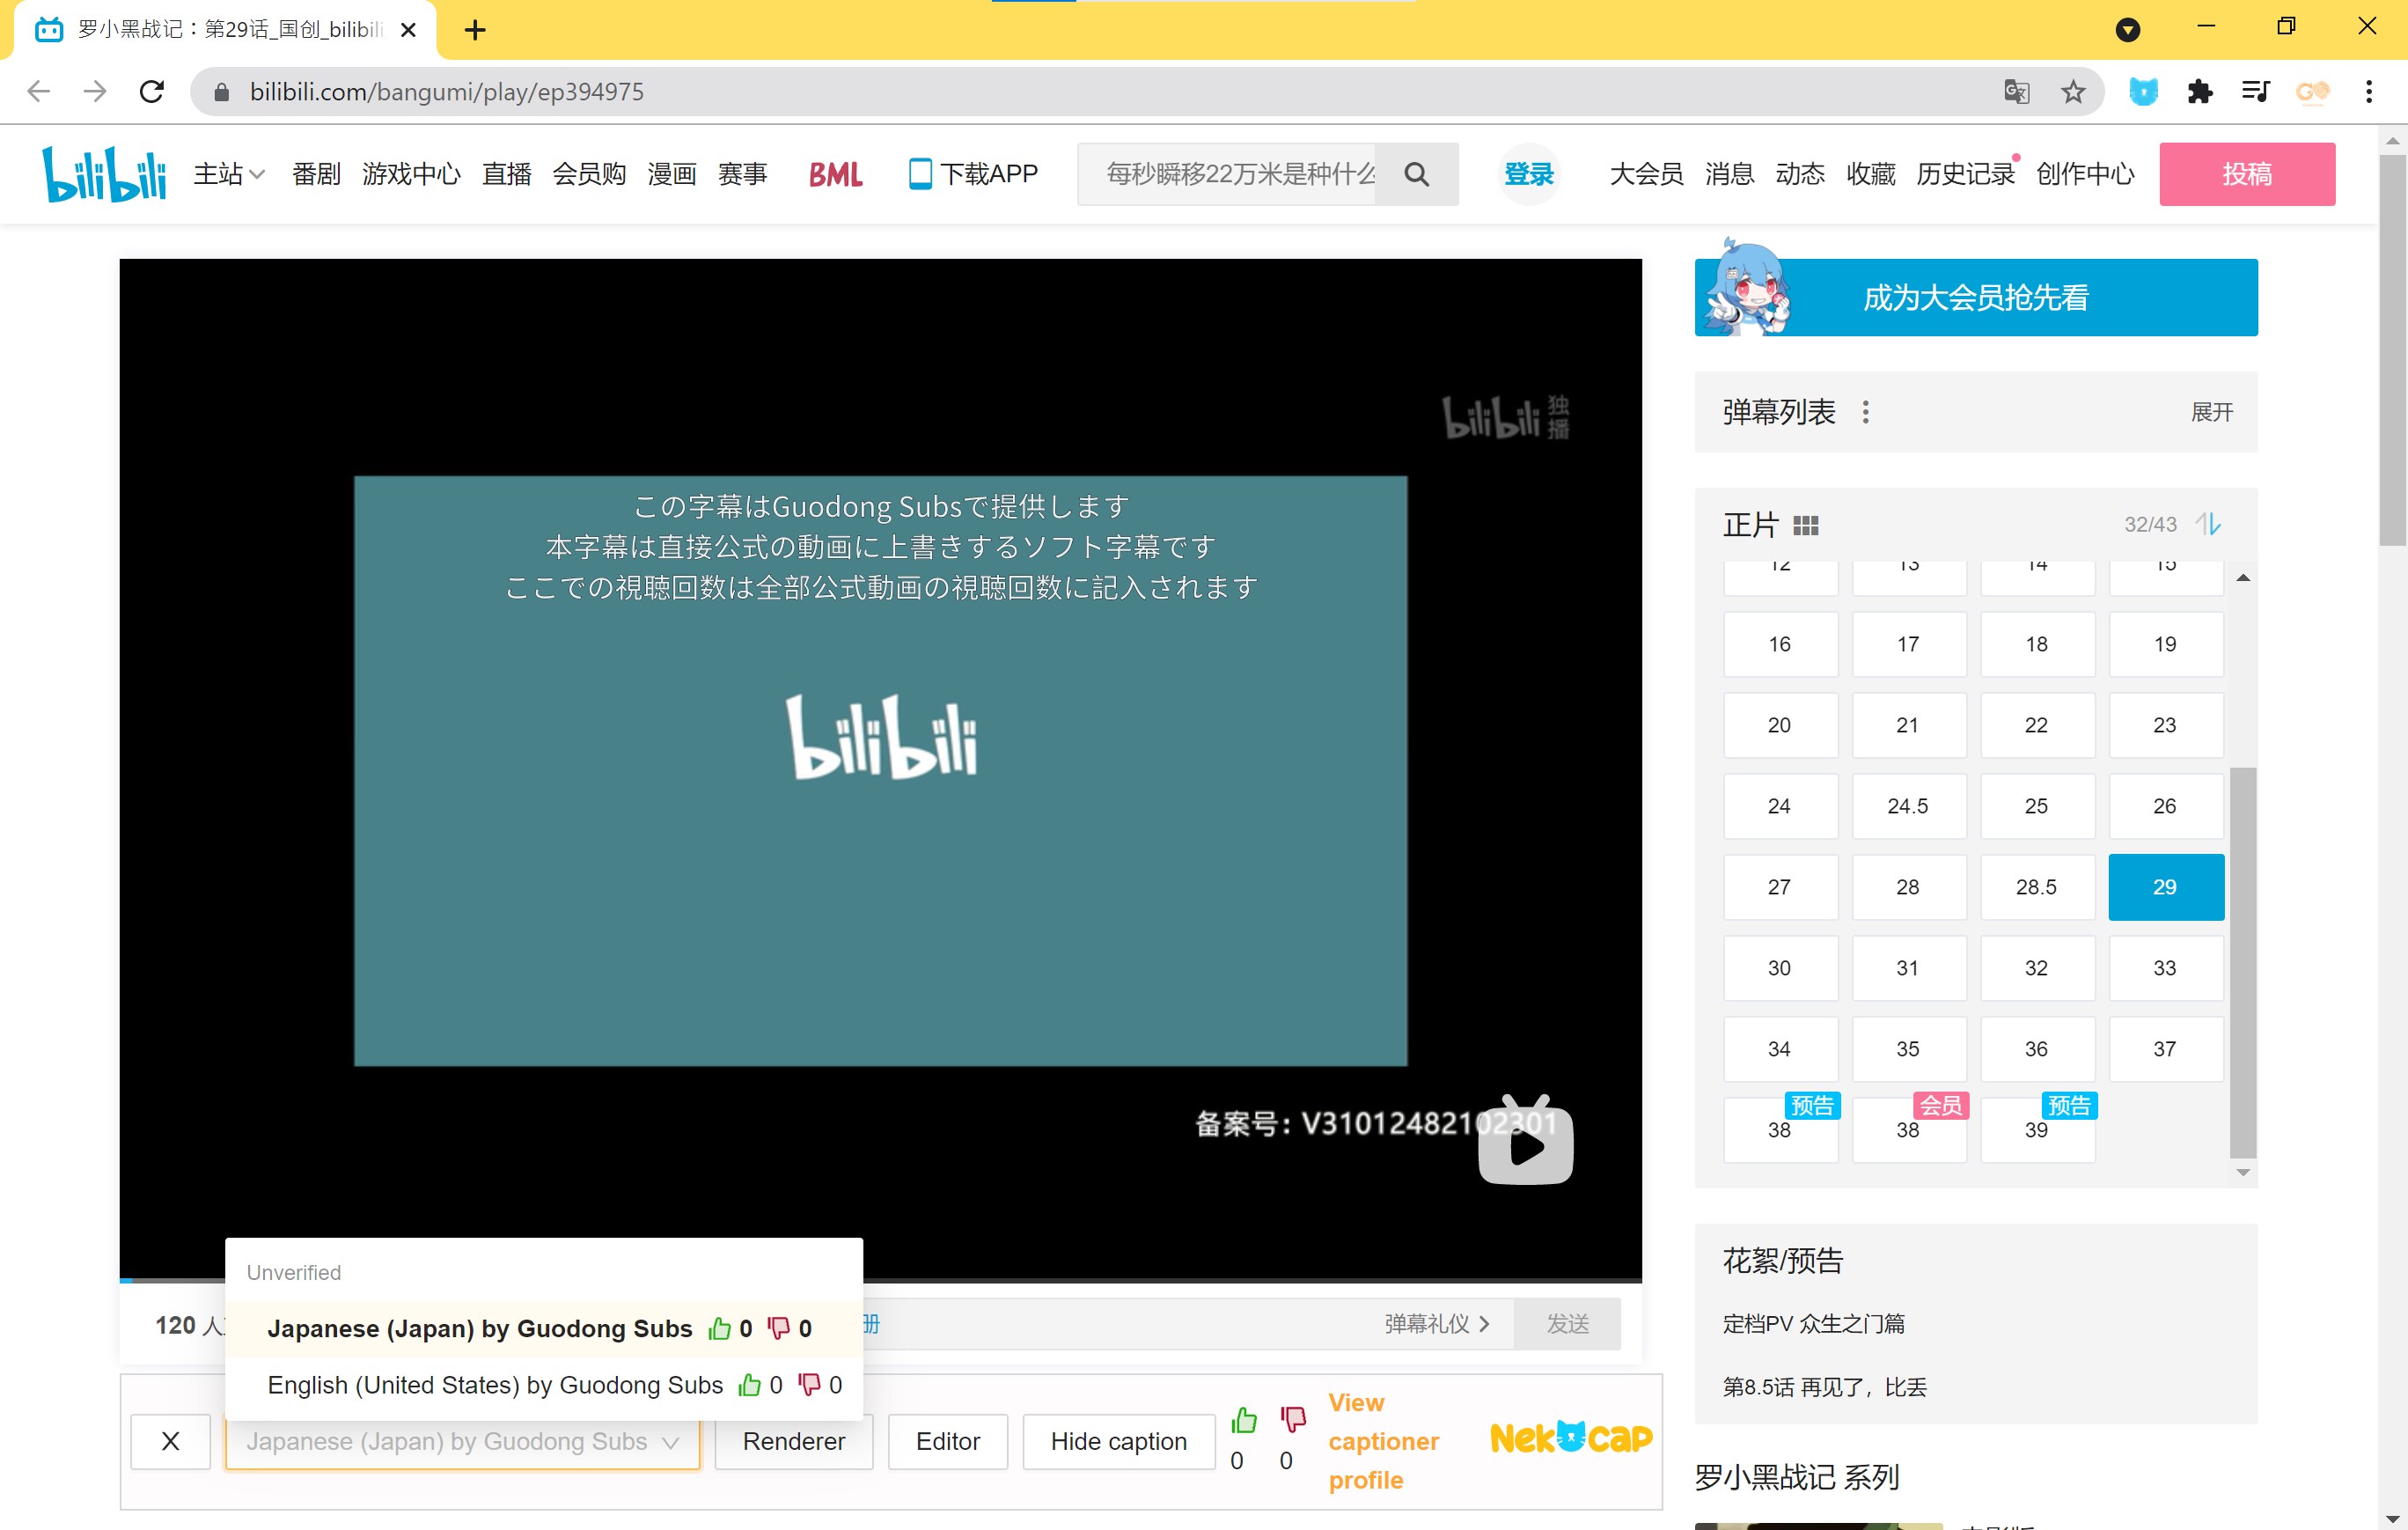 罗小黑战记：第29话_国创_bilibili
bilibili.com/bangumi/play/ep394975
bilibili
主站 番剧 游戏中心 直播 会员购 漫画 赛事 BML 下载APP
每秒瞬移22万米是种什么
登录
大会员 消息 动态 收藏 历史记录 创作中心
投稿
bilibili 独播
この字幕はGuodong Subsで提供します
本字幕は直接公式の動画に上書きするソフト字幕です
ここでの視聴回数は全部公式動画の視聴回数に記入されます
bilibili
备案号：V31012482102301
Unverified
Japanese (Japan) by Guodong Subs 0 0
English (United States) by Guodong Subs 0 0
120 人
册
弹幕礼仪
发送
X
Japanese (Japan) by Guodong Subs
Renderer
Editor
Hide caption
0 0
View
captioner
profile
Nekocap
成为大会员抢先看
弹幕列表
展开
正片
32/43
12 13 14 15
16 17 18 19
20 21 22 23
24 24.5 25 26
27 28 28.5 29
30 31 32 33
34 35 36 37
预告 会员 预告
38 38 39
花絮/预告
定档PV 众生之门篇
第8.5话 再见了，比丢
罗小黑战记 系列